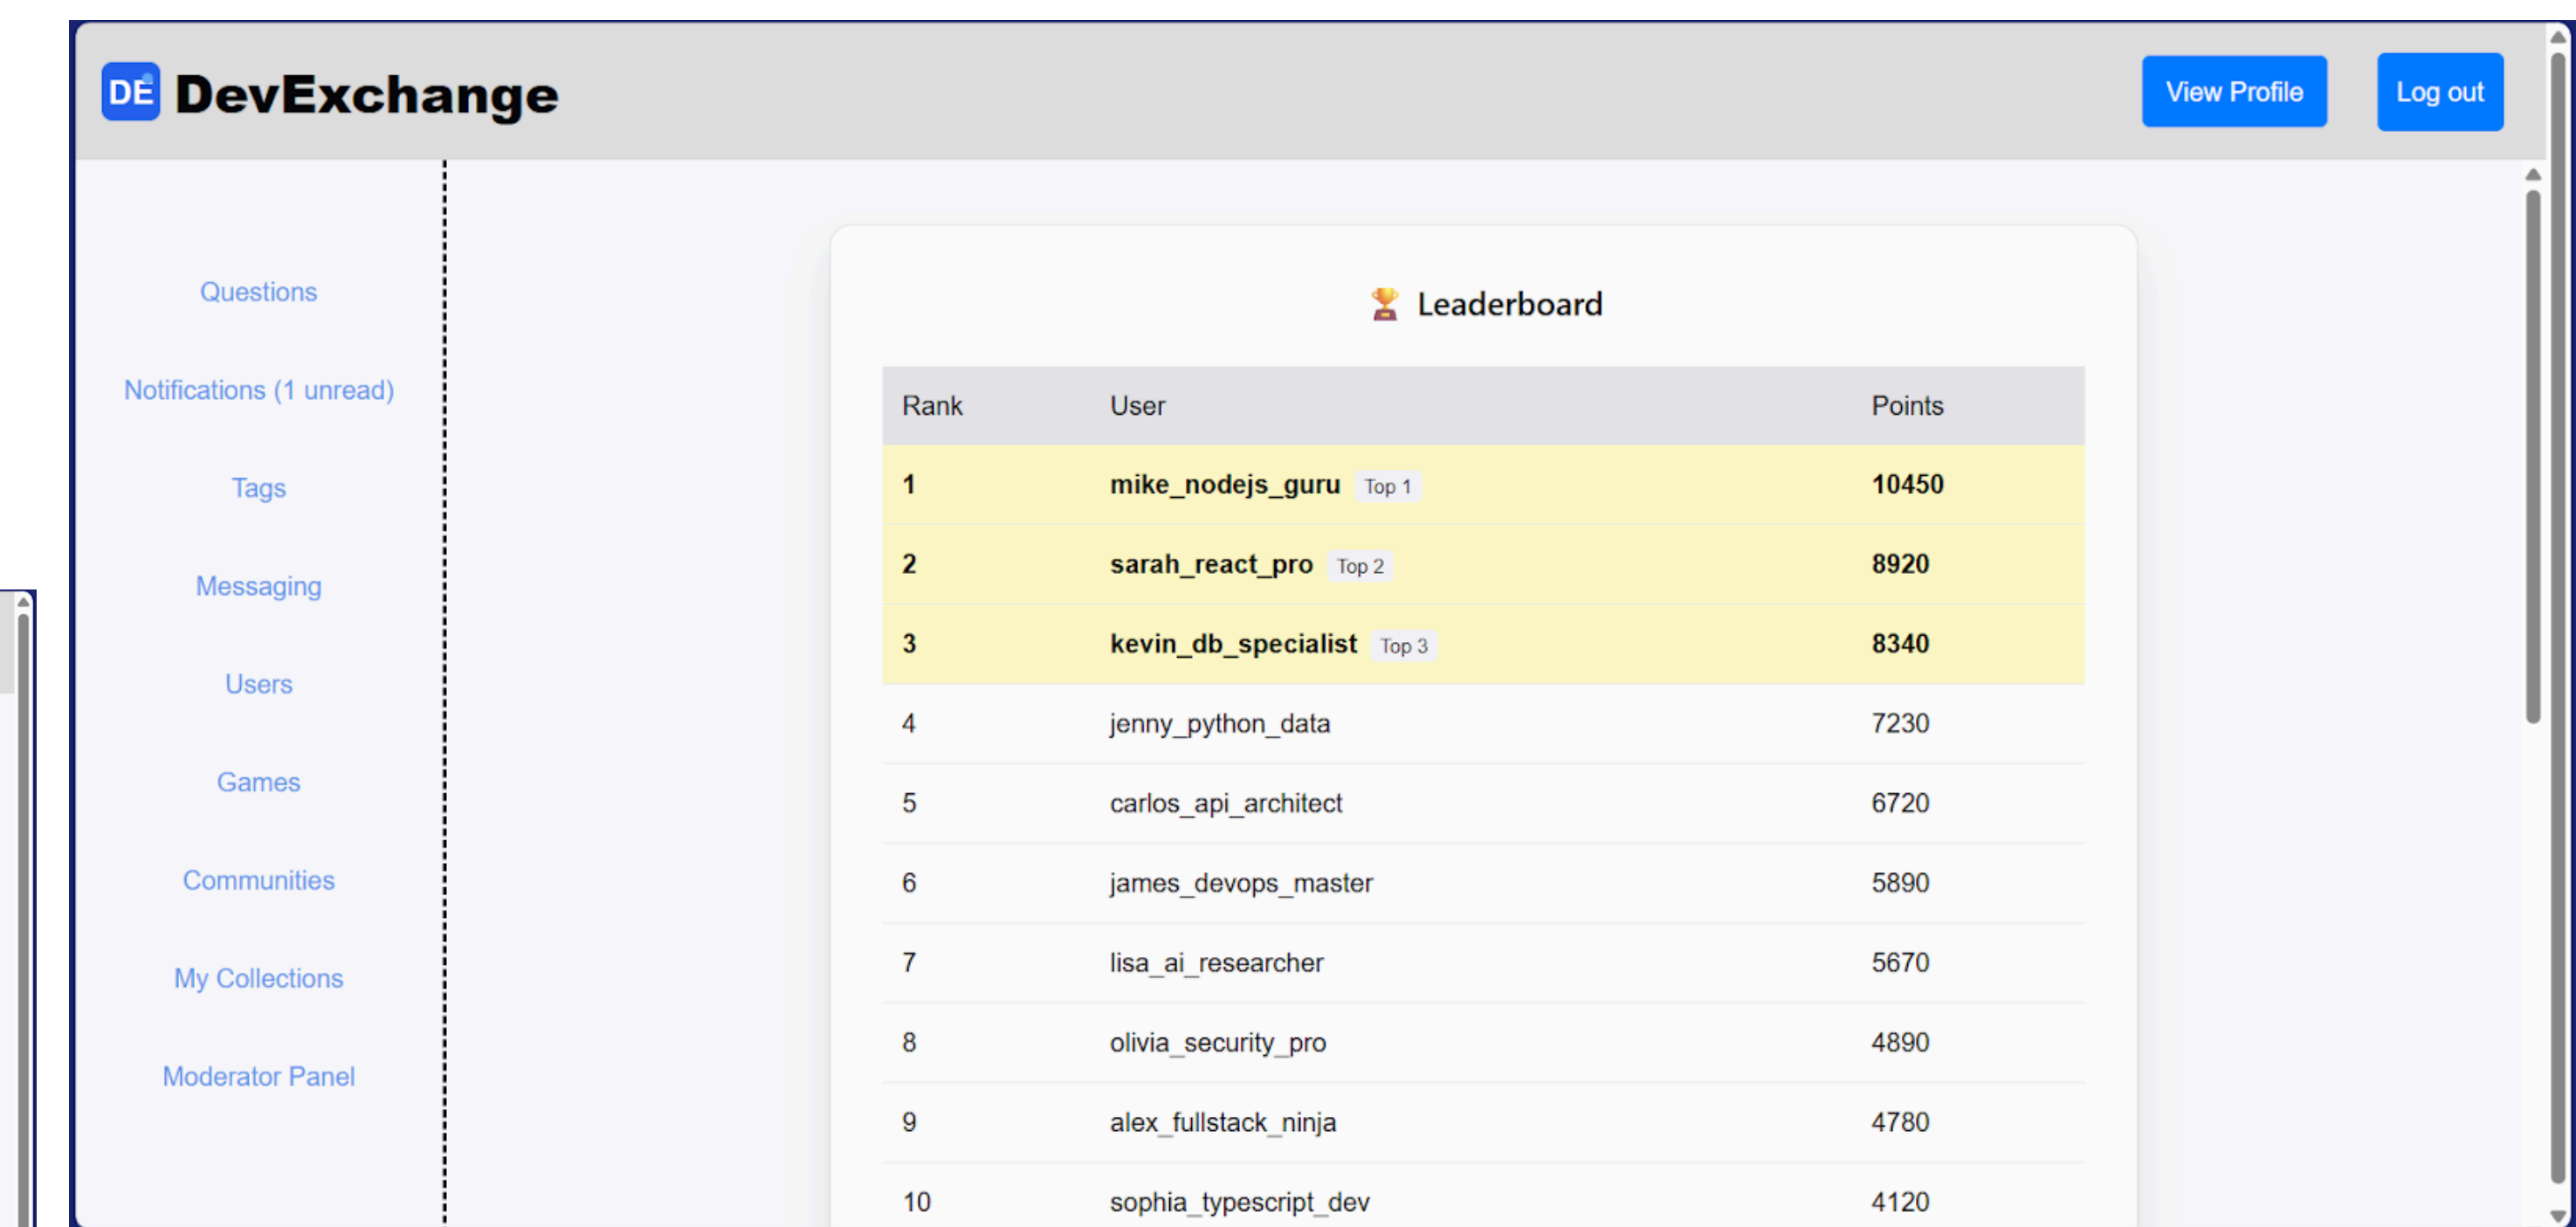 DE DevExchange View Profile Log out
Questions
Notifications (1 unread)
Tags
Messaging
Users
Games
Communities
My Collections
Moderator Panel
🏆 Leaderboard
Rank User Points
1 mike_nodejs_guru Top 1 10450
2 sarah_react_pro Top 2 8920
3 kevin_db_specialist Top 3 8340
4 jenny_python_data 7230
5 carlos_api_architect 6720
6 james_devops_master 5890
7 lisa_ai_researcher 5670
8 olivia_security_pro 4890
9 alex_fullstack_ninja 4780
10 sophia_typescript_dev 4120